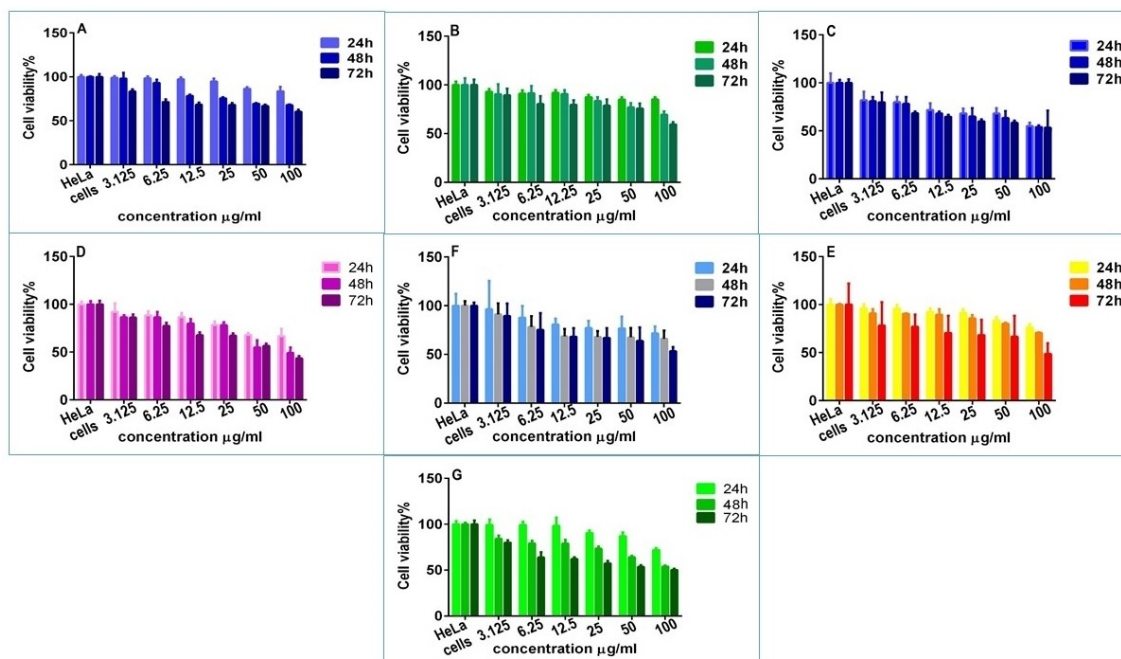 A
24h
48h
72h
Cell viability%
150
100
50
0
HeLa cells 3.125 6.25 12.5 25 50 100
concentration μg/ml
B
24h
48h
72h
Cell viability%
150
100
50
0
HeLa cells 3.125 6.25 12.25 25 50 100
concentration μg/ml
C
24h
48h
72h
Cell viability%
150
100
50
0
HeLa cells 3.125 6.25 12.5 25 50 100
concentration μg/ml
D
24h
48h
72h
Cell viability%
150
100
50
0
HeLa cells 3.125 6.25 12.5 25 50 100
concentration μg/ml
F
24h
48h
72h
Cell viability%
150
100
50
0
HeLa cells 3.125 6.25 12.5 25 50 100
concentration μg/ml
E
24h
48h
72h
Cell viability%
150
100
50
0
HeLa cells 3.125 6.25 12.5 25 50 100
concentration μg/ml
G
24h
48h
72h
Cell viability%
150
100
50
0
HeLa cells 3.125 6.25 12.5 25 50 100
concentration μg/ml